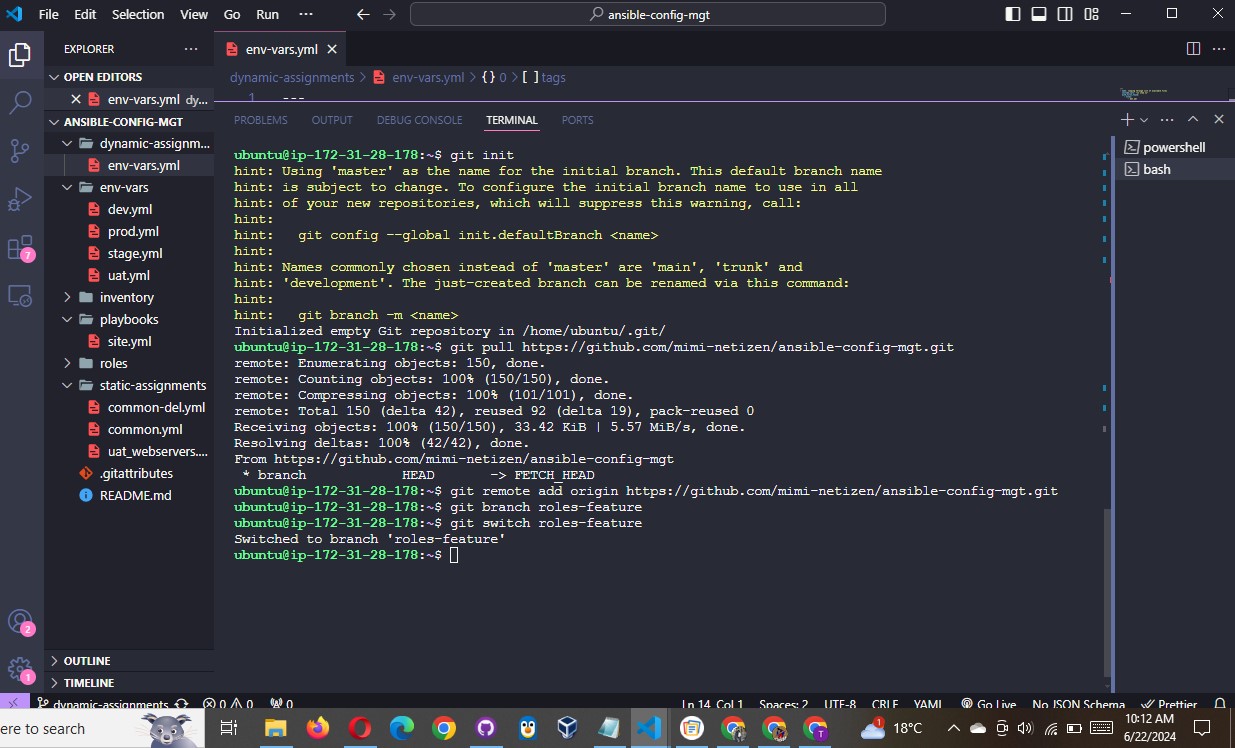 File Edit Selection View Go Run ··· ansible-config-mgt
EXPLORER ···
OPEN EDITORS
env-vars.yml dy...
ANSIBLE-CONFIG-MGT
dynamic-assignm...
env-vars.yml
env-vars
dev.yml
prod.yml
stage.yml
uat.yml
inventory
playbooks
site.yml
roles
static-assignments
common-del.yml
common.yml
uat_webservers....
.gitattributes
README.md
OUTLINE
TIMELINE
7
2
1
env-vars.yml
dynamic-assignments > env-vars.yml > {} 0 > [ ] tags
1 ---
PROBLEMS OUTPUT DEBUG CONSOLE TERMINAL PORTS
powershell
bash
ubuntu@ip-172-31-28-178:~$ git init
hint: Using 'master' as the name for the initial branch. This default branch name
hint: is subject to change. To configure the initial branch name to use in all
hint: of your new repositories, which will suppress this warning, call:
hint:
hint:   git config --global init.defaultBranch <name>
hint:
hint: Names commonly chosen instead of 'master' are 'main', 'trunk' and
hint: 'development'. The just-created branch can be renamed via this command:
hint:
hint:   git branch -m <name>
Initialized empty Git repository in /home/ubuntu/.git/
ubuntu@ip-172-31-28-178:~$ git pull https://github.com/mimi-netizen/ansible-config-mgt.git
remote: Enumerating objects: 150, done.
remote: Counting objects: 100% (150/150), done.
remote: Compressing objects: 100% (101/101), done.
remote: Total 150 (delta 42), reused 92 (delta 19), pack-reused 0
Receiving objects: 100% (150/150), 33.42 KiB | 5.57 MiB/s, done.
Resolving deltas: 100% (42/42), done.
From https://github.com/mimi-netizen/ansible-config-mgt
 * branch            HEAD       -> FETCH_HEAD
ubuntu@ip-172-31-28-178:~$ git remote add origin https://github.com/mimi-netizen/ansible-config-mgt.git
ubuntu@ip-172-31-28-178:~$ git branch roles-feature
ubuntu@ip-172-31-28-178:~$ git switch roles-feature
Switched to branch 'roles-feature'
ubuntu@ip-172-31-28-178:~$
dynamic_assignments 0 0 0 Ln 14, Col 1 Spaces: 2 UTF-8 CRLF YAML Go Live No JSON Schema Prettier
ere to search 1 18°C 10:12 AM
6/22/2024